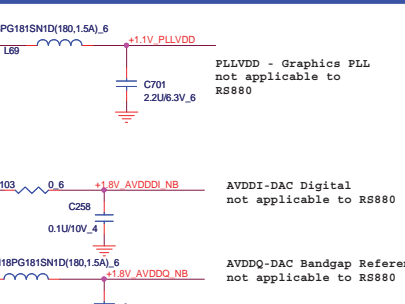 PG181SN1D(180,1.5A)_6
+1.1V_PLLVDD
L69
PLLVDD - Graphics PLL
not applicable to
RS880
C701
2.2U/6.3V_6
103
0_6
+1.8V_AVDDDI_NB
AVDDI-DAC Digital
not applicable to RS880
C258
0.1U/10V_4
18PG181SN1D(180,1.5A)_6
+1.8V_AVDDQ_NB
AVDDQ-DAC Bandgap Referen
not applicable to RS880